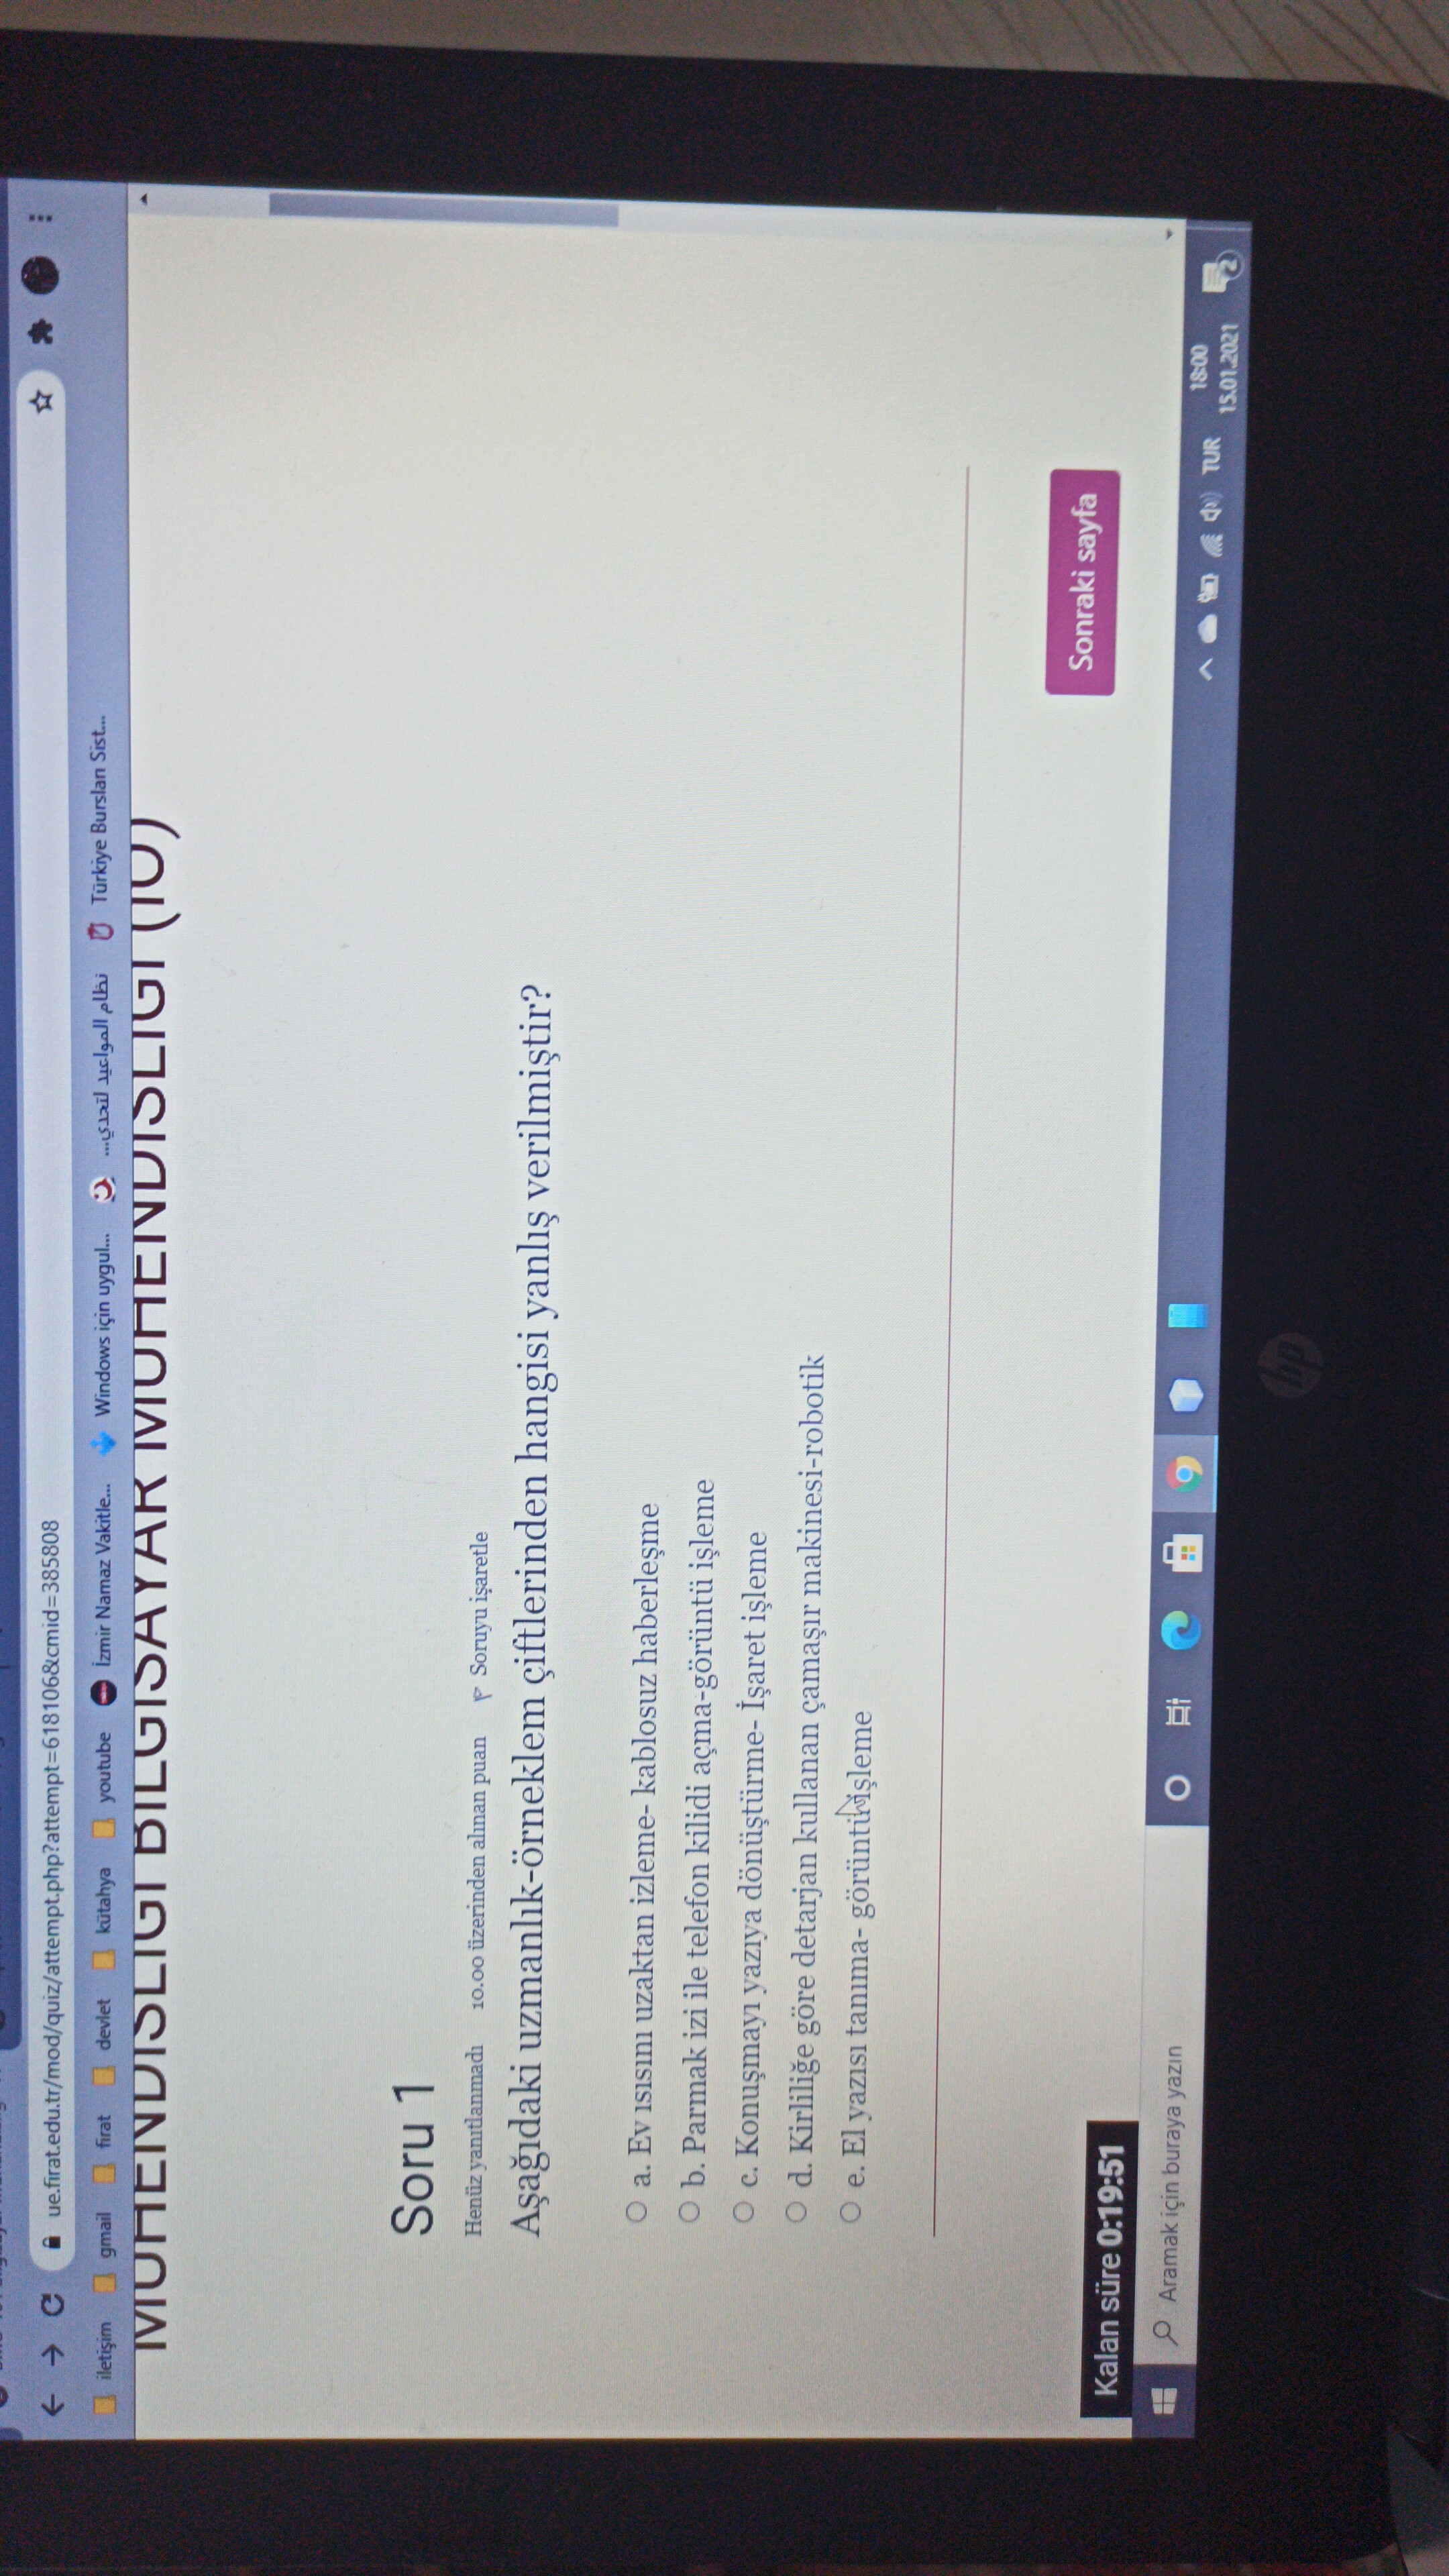 ue.firat.edu.tr/mod/quiz/attempt.php?attempt=618106&cmid=385808
iletişim gmail fırat devlet kütahya youtube İzmir Namaz Vakitle... Windows için uygul... نظام المواعيد لتحدي... Türkiye Bursları Sist...
MÜHENDİSLİĞİ BİLGİSAYAR MÜHENDİSLİĞİ (İÖ)
Soru 1
Henüz yanıtlanmadı 10.00 üzerinden alınan puan Soruyu işaretle
Aşağıdaki uzmanlık-örneklem çiftlerinden hangisi yanlış verilmiştir?
a. Ev ısısını uzaktan izleme- kablosuz haberleşme
b. Parmak izi ile telefon kilidi açma-görüntü işleme
c. Konuşmayı yazıya dönüştürme- İşaret işleme
d. Kirliliğe göre detarjan kullanan çamaşır makinesi-robotik
e. El yazısı tanıma- görüntü işleme
Sonraki sayfa
Kalan süre 0:19:51
Aramak için buraya yazın
TUR
18:00
15.01.2021
2
hp